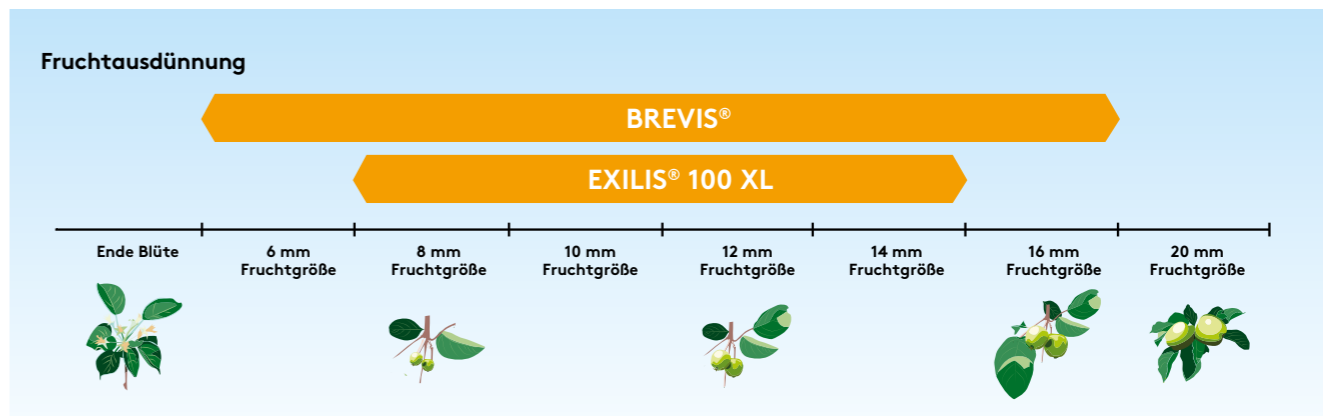 Fruchtausdünnung
BREVIS®
EXILIS® 100 XL
Ende Blüte
6 mm
Fruchtgröße
8 mm
Fruchtgröße
10 mm
Fruchtgröße
12 mm
Fruchtgröße
14 mm
Fruchtgröße
16 mm
Fruchtgröße
20 mm
Fruchtgröße